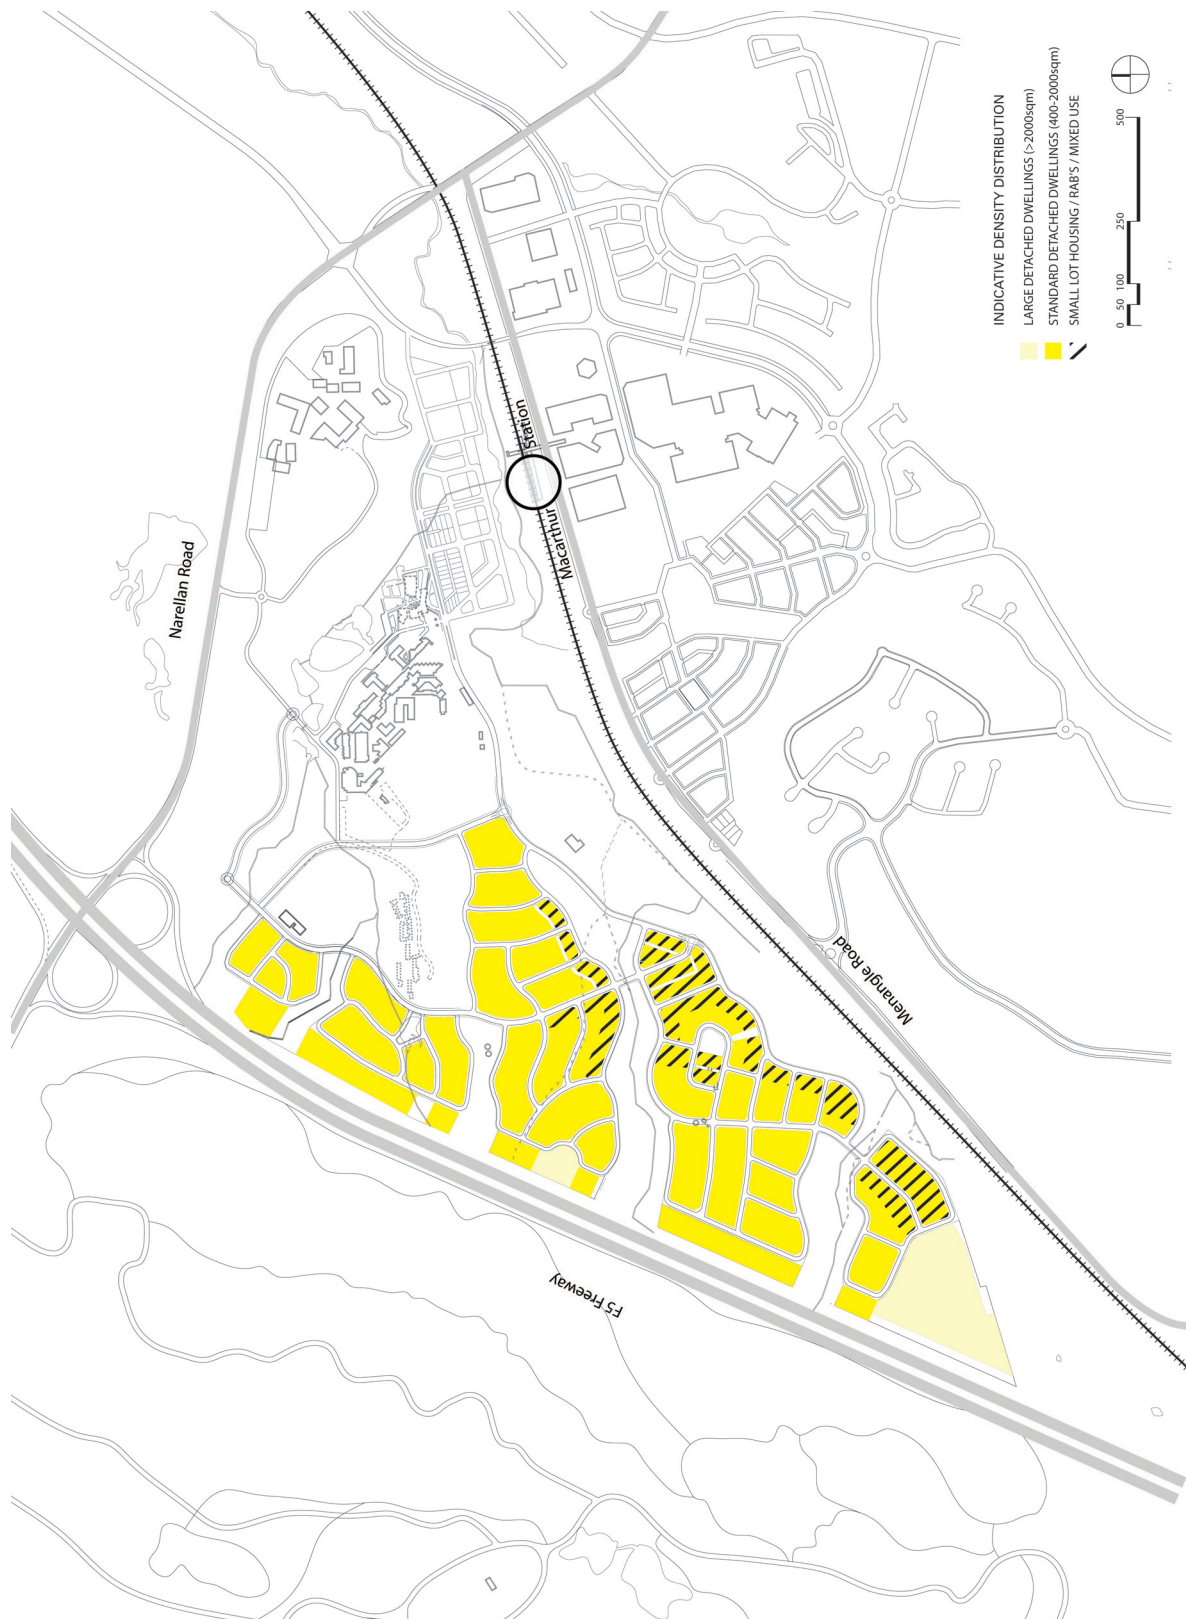 INDICATIVE DENSITY DISTRIBUTION
LARGE DETACHED DWELLINGS (>2000sqm)
STANDARD DETACHED DWELLINGS (400-2000sqm)
SMALL LOT HOUSING / RAB'S / MIXED USE
0 50 100 250 500
Narellan Road
Macarthur Station
Menangle Road
F5 Freeway